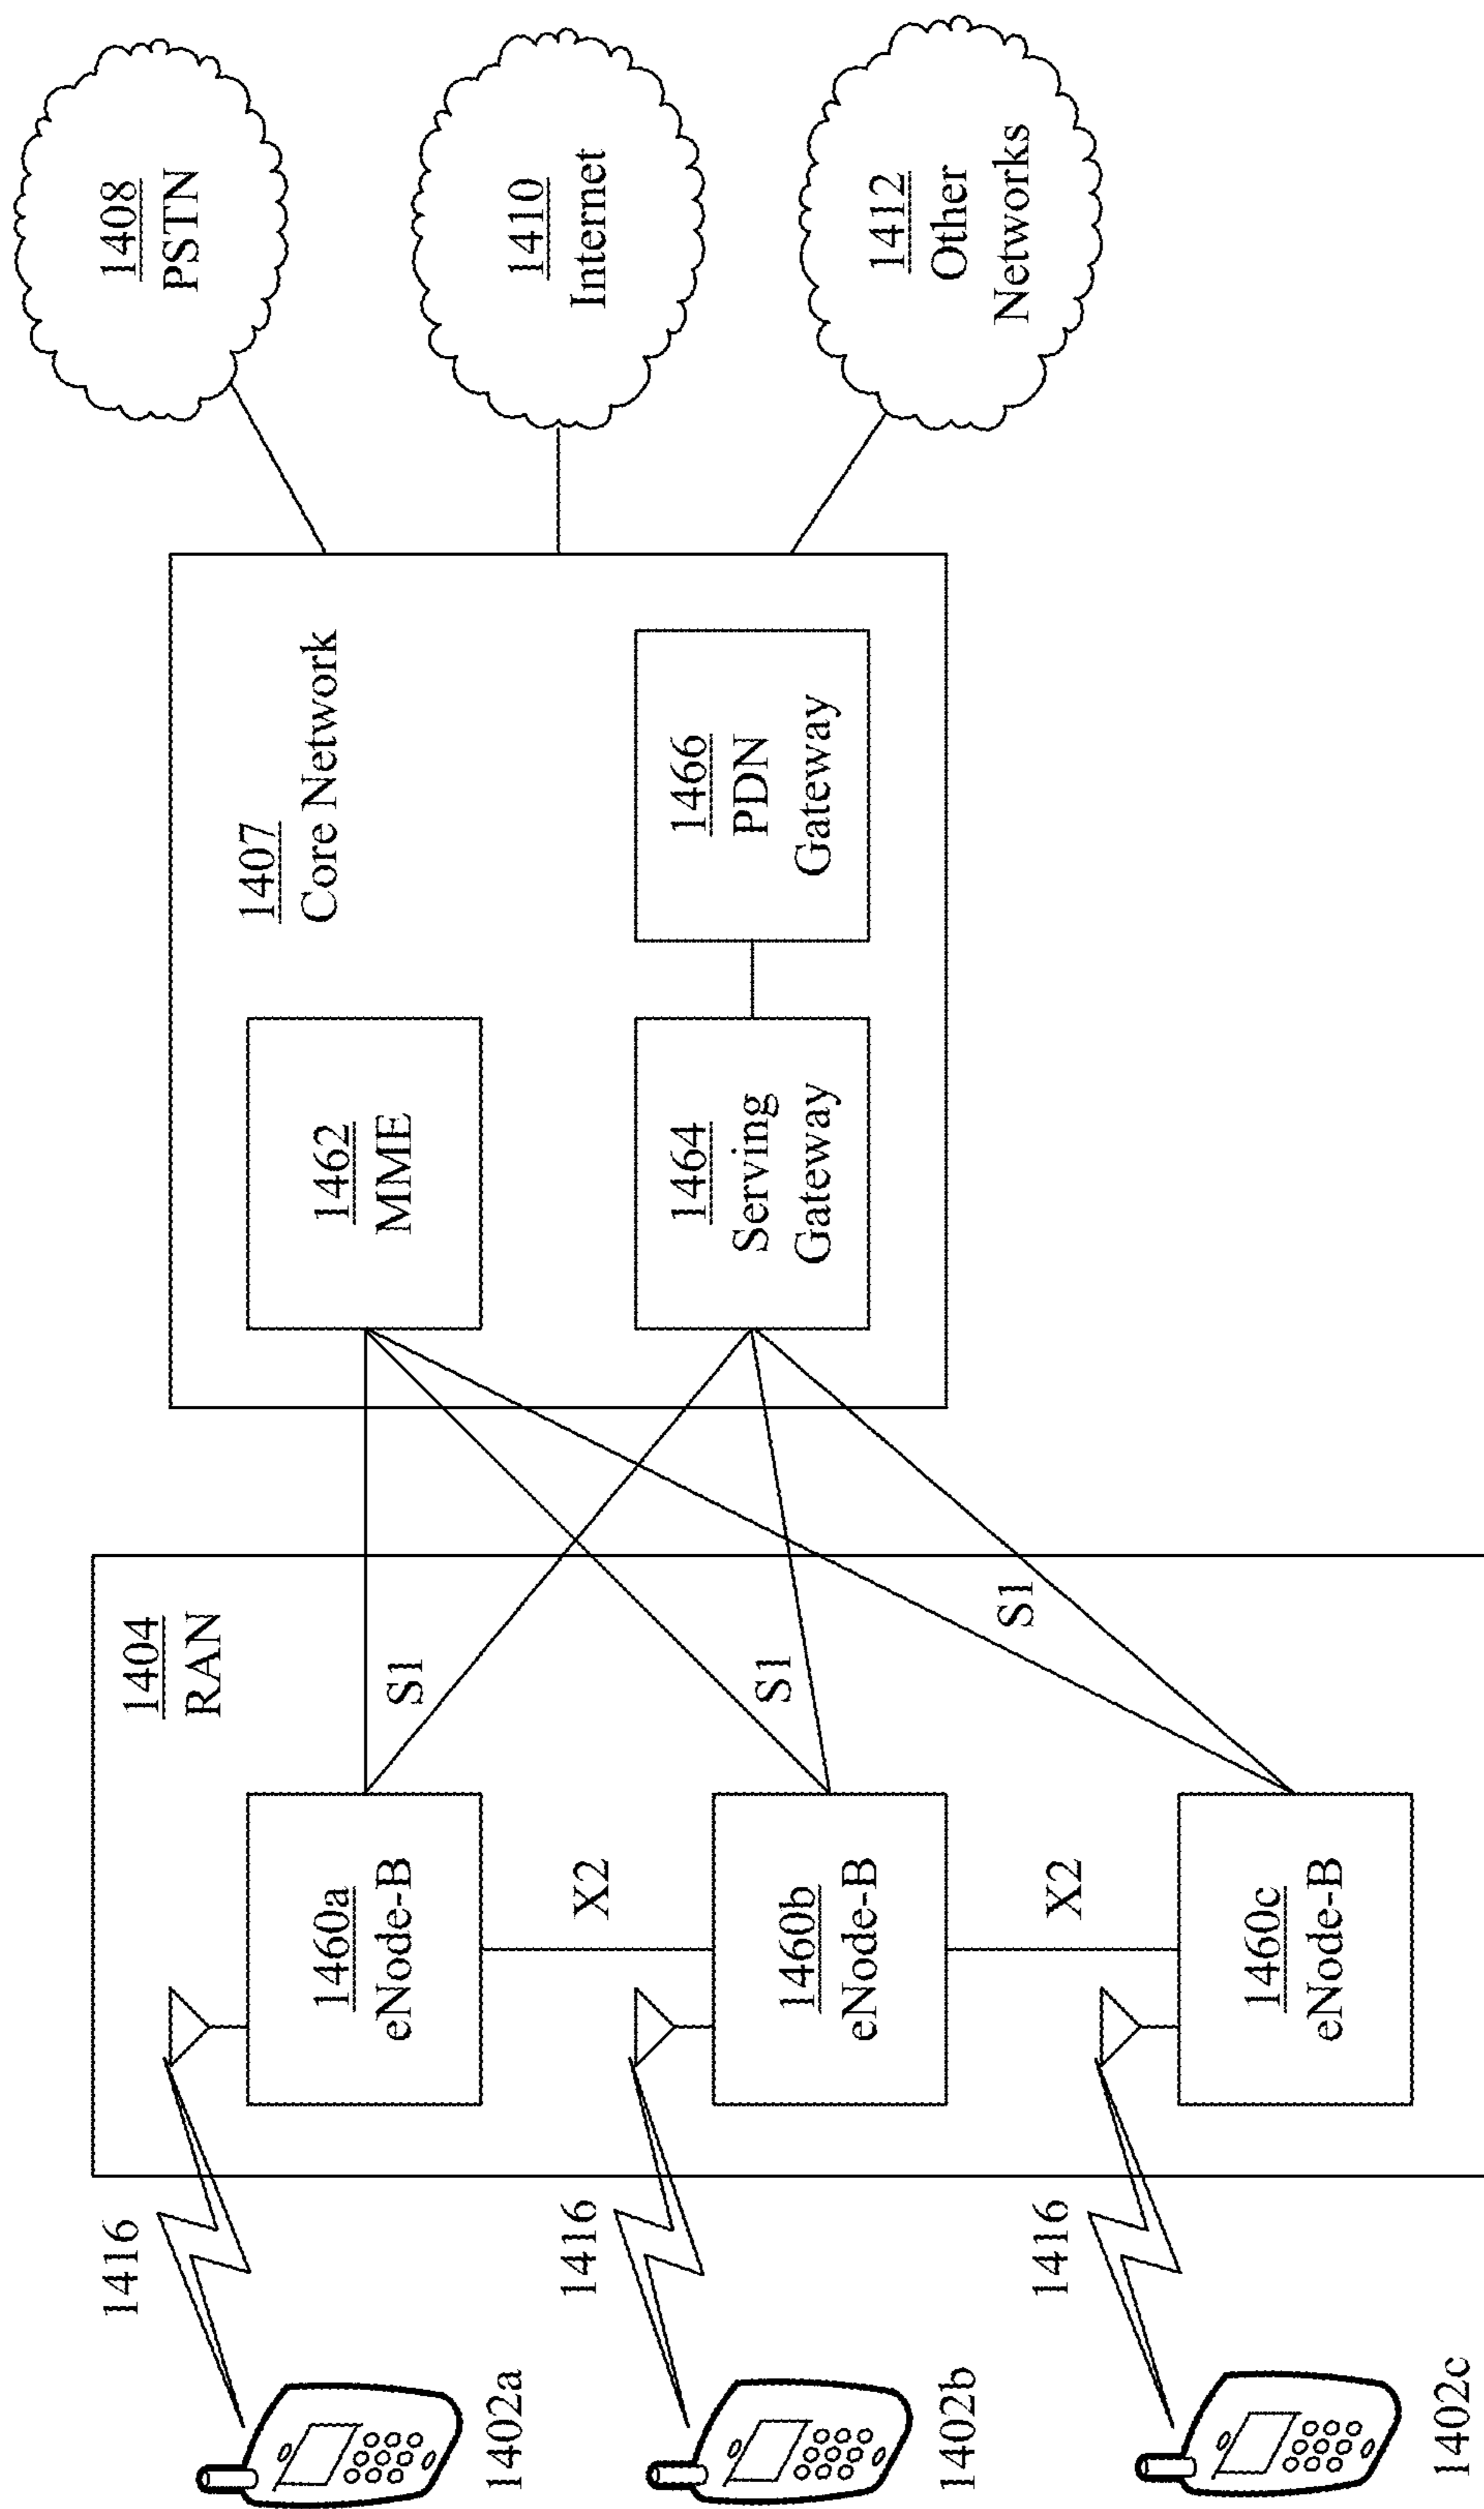 1416
1402a
1416
1402b
1416
1402c
1404
RAN
1460a
eNode-B
X2
1460b
eNode-B
X2
1460c
eNode-B
S1
S1
S1
1407
Core Network
1462
MME
1464
Serving
Gateway
1466
PDN
Gateway
1408
PSTN
1410
Internet
1412
Other
Networks